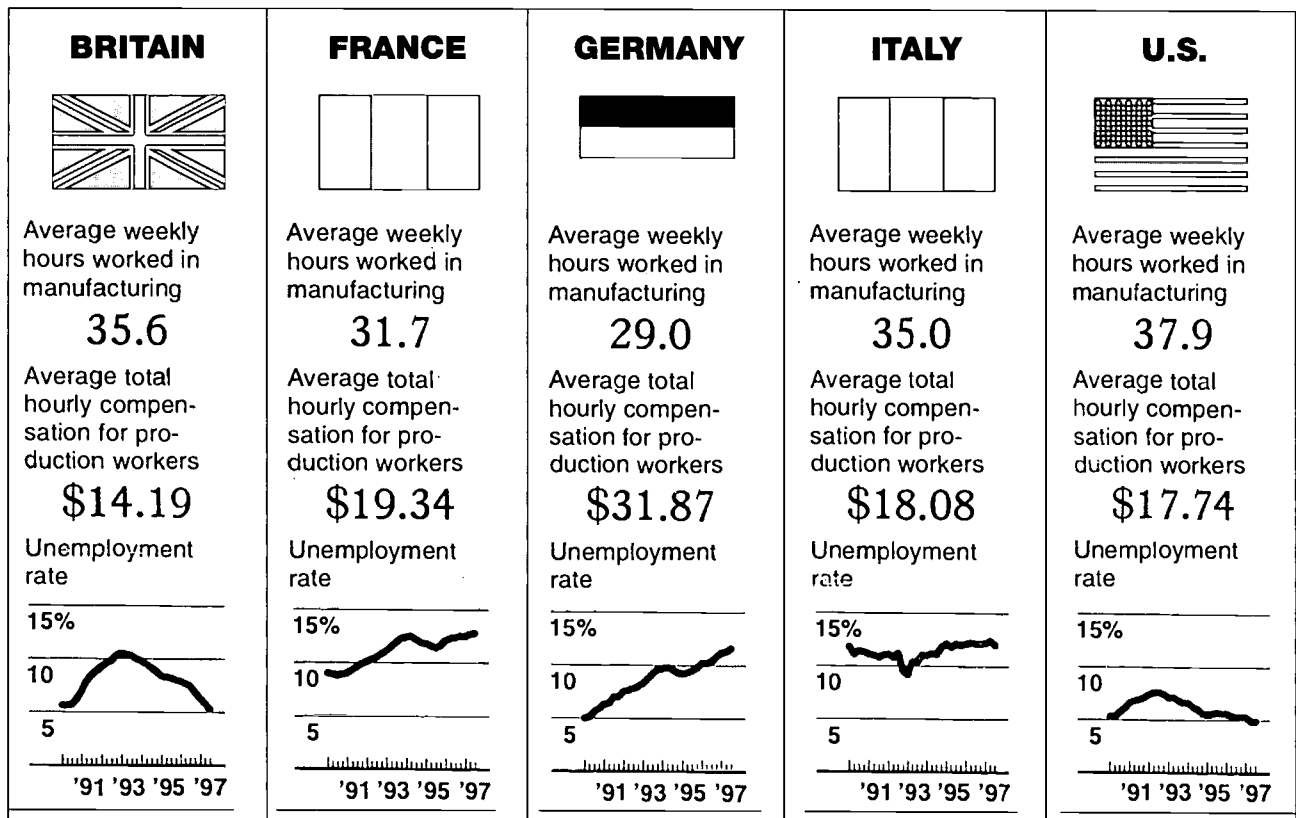 BRITAIN
Average weekly
hours worked in
manufacturing
35.6
Average total
hourly compen-
sation for pro-
duction workers
$14.19
Unemployment
rate
15%
10
5
'91 '93 '95 '97
FRANCE
Average weekly
hours worked in
manufacturing
31.7
Average total
hourly compen-
sation for pro-
duction workers
$19.34
Unemployment
rate
15%
10
5
'91 '93 '95 '97
GERMANY
Average weekly
hours worked in
manufacturing
29.0
Average total
hourly compen-
sation for pro-
duction workers
$31.87
Unemployment
rate
15%
10
5
'91 '93 '95 '97
ITALY
Average weekly
hours worked in
manufacturing
35.0
Average total
hourly compen-
sation for pro-
duction workers
$18.08
Unemployment
rate
15%
10
5
'91 '93 '95 '97
U.S.
Average weekly
hours worked in
manufacturing
37.9
Average total
hourly compen-
sation for pro-
duction workers
$17.74
Unemployment
rate
15%
10
5
'91 '93 '95 '97